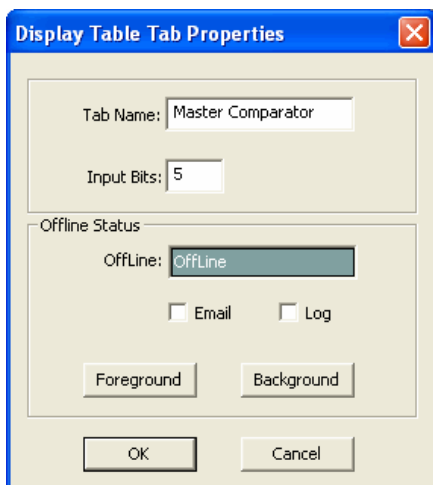 Display Table Tab Properties
Tab Name: Master Comparator
Input Bits: 5
Offline Status
OffLine: OffLine
Email Log
Foreground Background
OK Cancel